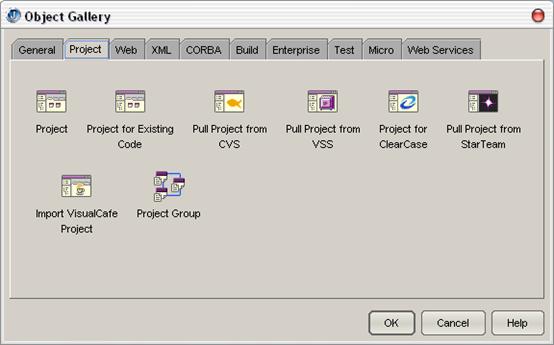 Object Gallery
General Project Web XML CORBA Build Enterprise Test Micro Web Services
Project
Project for Existing
Code
Pull Project from
CVS
Pull Project from
VSS
Project for
ClearCase
Pull Project from
StarTeam
Import VisualCafe
Project
Project Group
OK Cancel Help